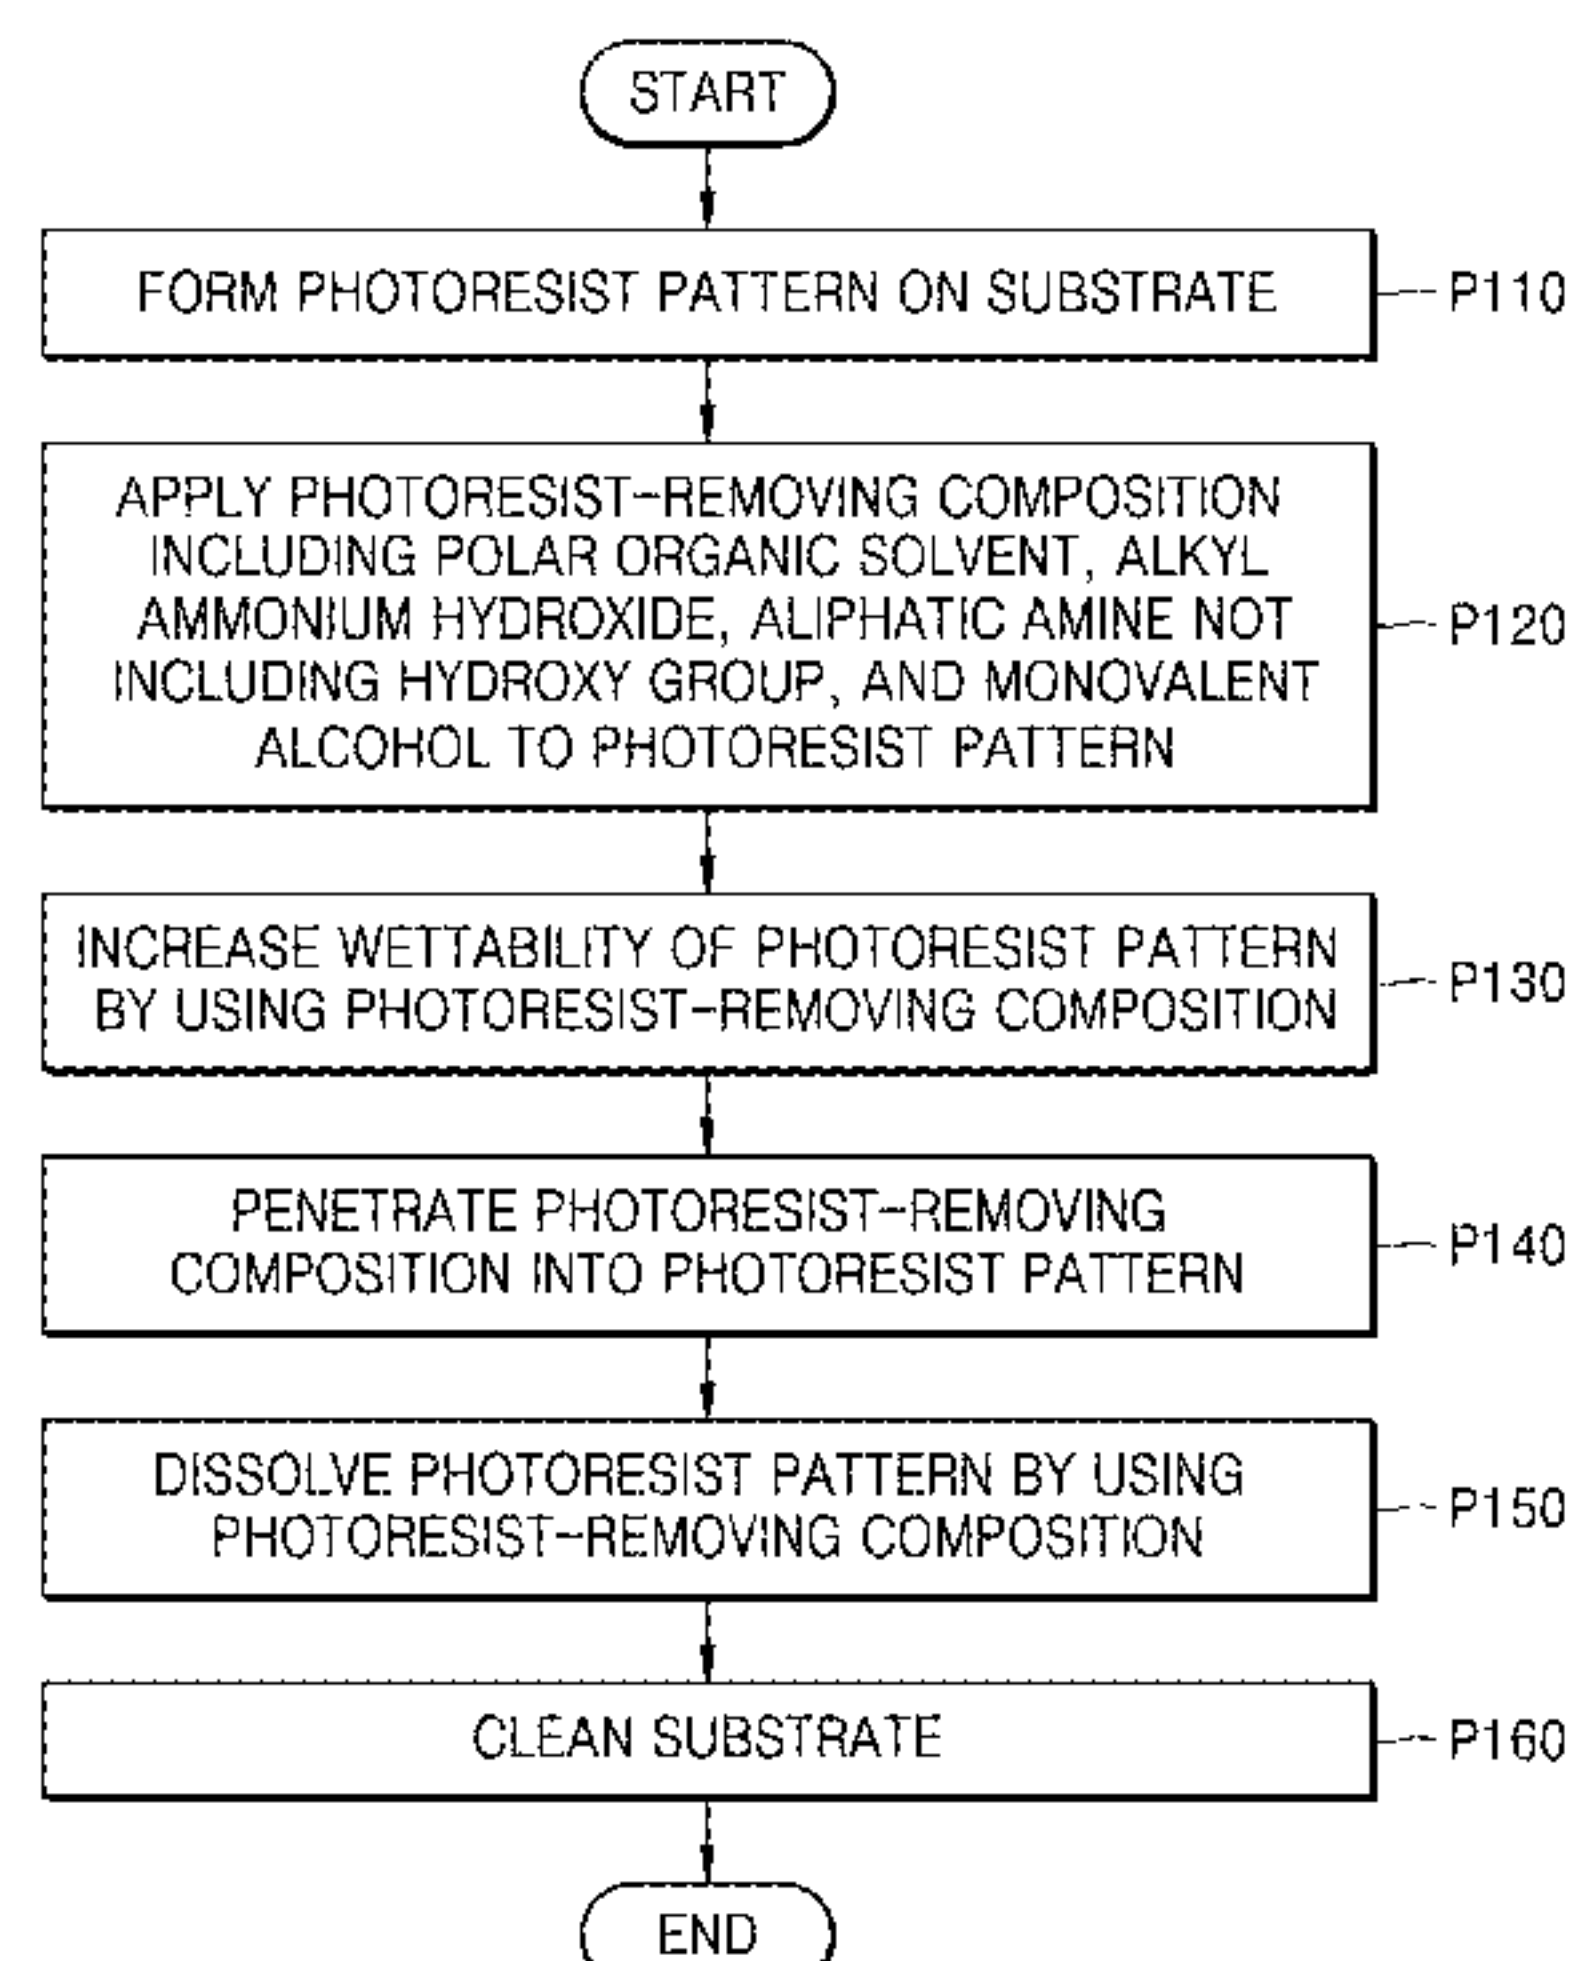 START
FORM PHOTORESIST PATTERN ON SUBSTRATE
P110
APPLY PHOTORESIST-REMOVING COMPOSITION
INCLUDING POLAR ORGANIC SOLVENT, ALKYL
AMMONIUM HYDROXIDE, ALIPHATIC AMINE NOT
INCLUDING HYDROXY GROUP, AND MONOVALENT
ALCOHOL TO PHOTORESIST PATTERN
P120
INCREASE WETTABILITY OF PHOTORESIST PATTERN
BY USING PHOTORESIST-REMOVING COMPOSITION
P130
PENETRATE PHOTORESIST-REMOVING
COMPOSITION INTO PHOTORESIST PATTERN
P140
DISSOLVE PHOTORESIST PATTERN BY USING
PHOTORESIST-REMOVING COMPOSITION
P150
CLEAN SUBSTRATE
P160
END